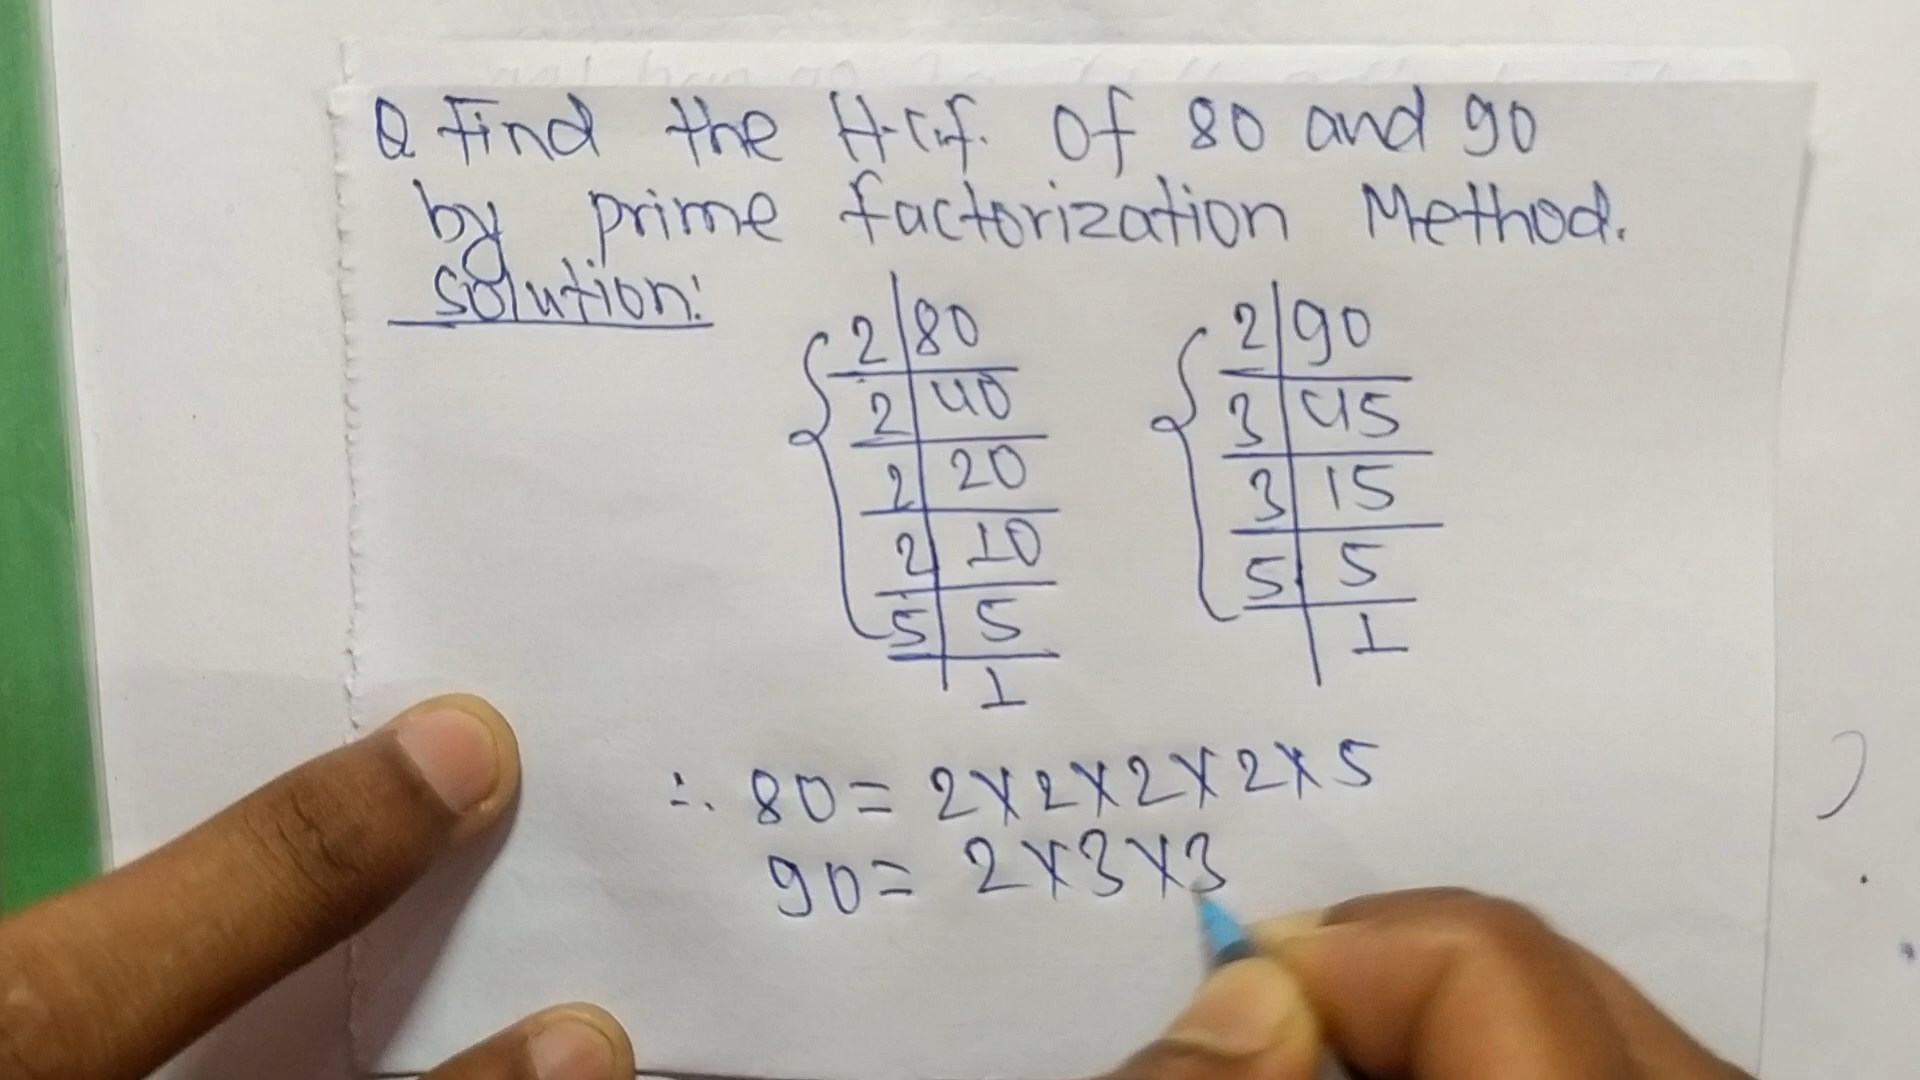 Q Find the H.C.f. Of 80 and 90
by prime factorization Method.
solution:
2 80
2 40
2 20
2 10
5 5
1
2 90
3 45
3 15
5 5
1
∴ 80 = 2×2×2×2×5
90 = 2×3×3